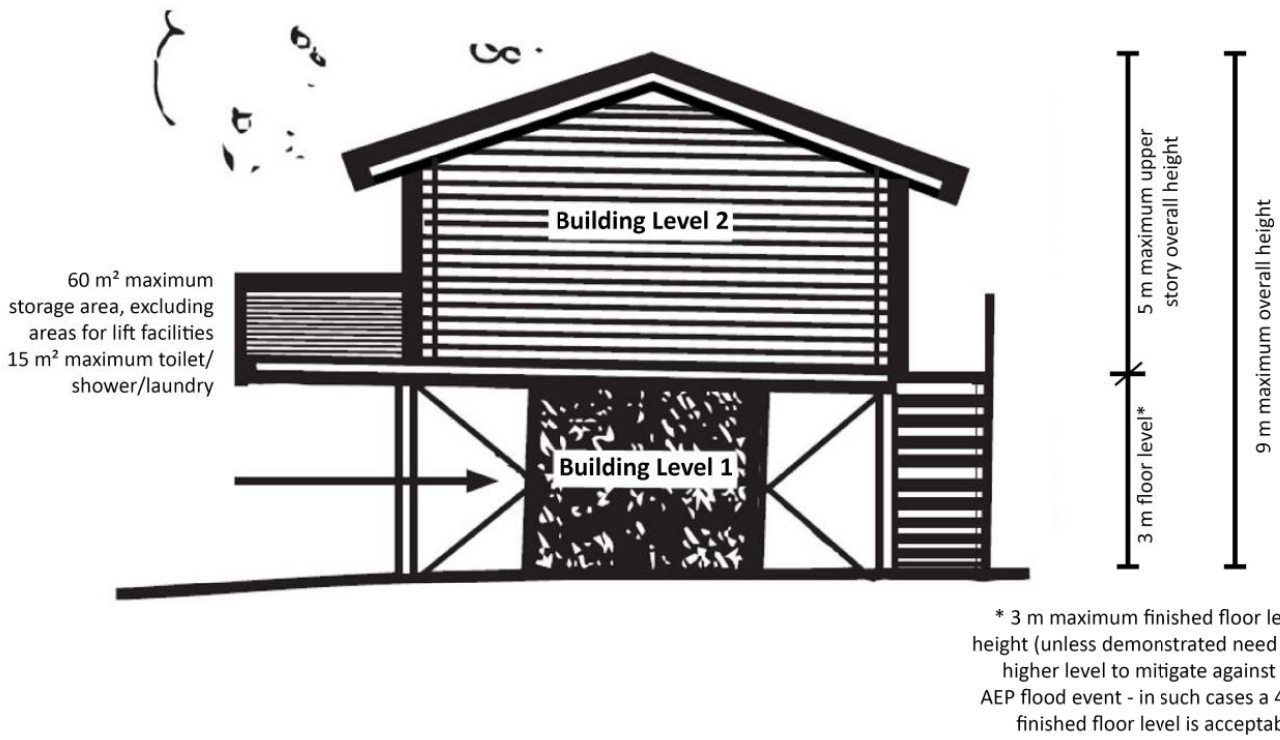 Building Level 2
60 m² maximum
storage area, excluding
areas for lift facilities
15 m² maximum toilet/
shower/laundry
Building Level 1
5 m maximum upper
story overall height
3 m floor level*
9 m maximum overall height
* 3 m maximum finished floor
height (unless demonstrated need
higher level to mitigate against
AEP flood event - in such cases a
finished floor level is